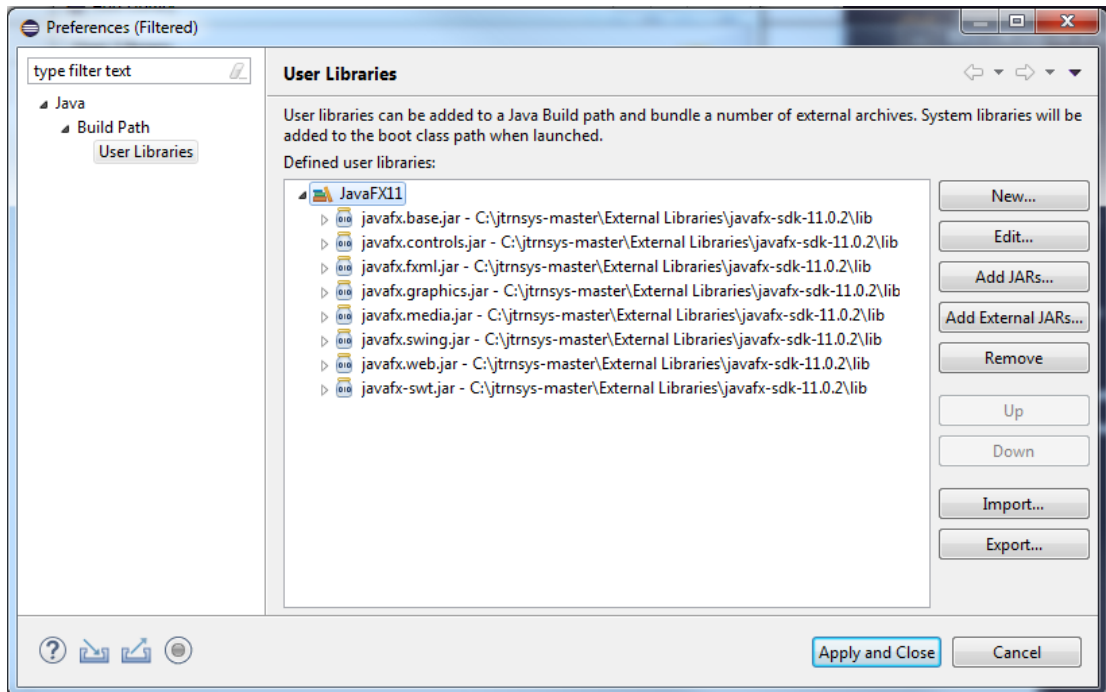 Preferences (Filtered)
type filter text
Java
Build Path
User Libraries
User Libraries
User libraries can be added to a Java Build path and bundle a number of external archives. System libraries will be
added to the boot class path when launched.
Defined user libraries:
JavaFX11
javafx.base.jar - C:\jtrnsys-master\External Libraries\javafx-sdk-11.0.2\lib
javafx.controls.jar - C:\jtrnsys-master\External Libraries\javafx-sdk-11.0.2\lib
javafx.fxml.jar - C:\jtrnsys-master\External Libraries\javafx-sdk-11.0.2\lib
javafx.graphics.jar - C:\jtrnsys-master\External Libraries\javafx-sdk-11.0.2\lib
javafx.media.jar - C:\jtrnsys-master\External Libraries\javafx-sdk-11.0.2\lib
javafx.swing.jar - C:\jtrnsys-master\External Libraries\javafx-sdk-11.0.2\lib
javafx.web.jar - C:\jtrnsys-master\External Libraries\javafx-sdk-11.0.2\lib
javafx-swt.jar - C:\jtrnsys-master\External Libraries\javafx-sdk-11.0.2\lib
New...
Edit...
Add JARs...
Add External JARs...
Remove
Up
Down
Import...
Export...
Apply and Close
Cancel